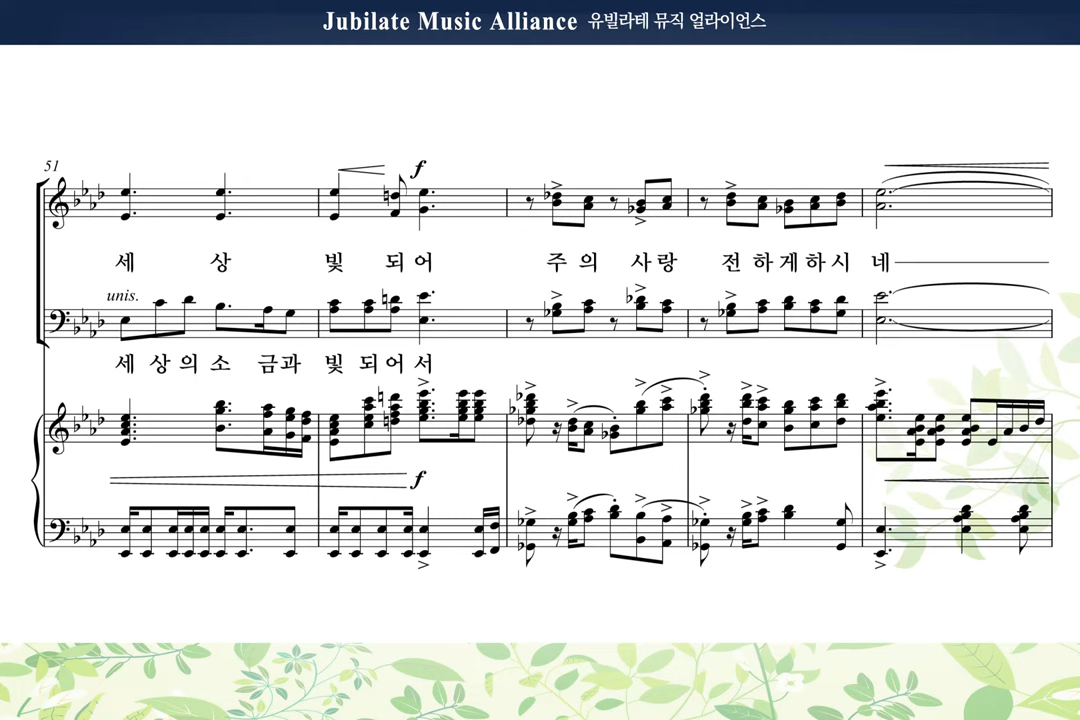 Jubilate Music Alliance 유빌라테 뮤직 얼라이언스
51
f
세 상 빛 되 어 주 의 사 랑 전 하 게 하 시 네
unis.
세 상 의 소 금 과 빛 되 어 서
f